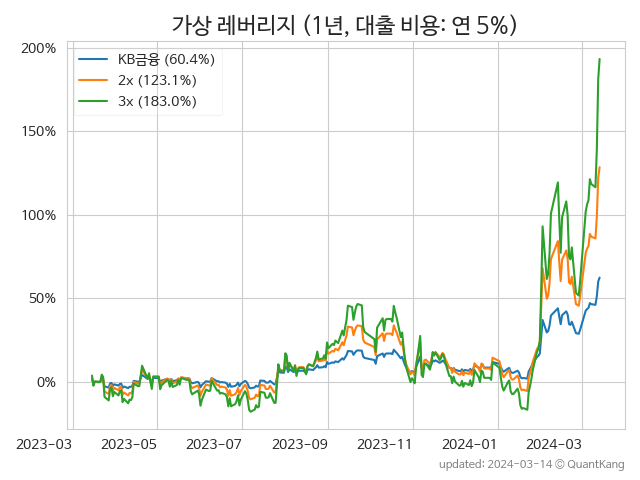 가상 레버리지 (1년, 대출 비용: 연 5%)
KB금융 (60.4%)
2x (123.1%)
3x (183.0%)
200%
150%
100%
50%
0%
2023-03 2023-05 2023-07 2023-09 2023-11 2024-01 2024-03
updated: 2024-03-14 © QuantKang